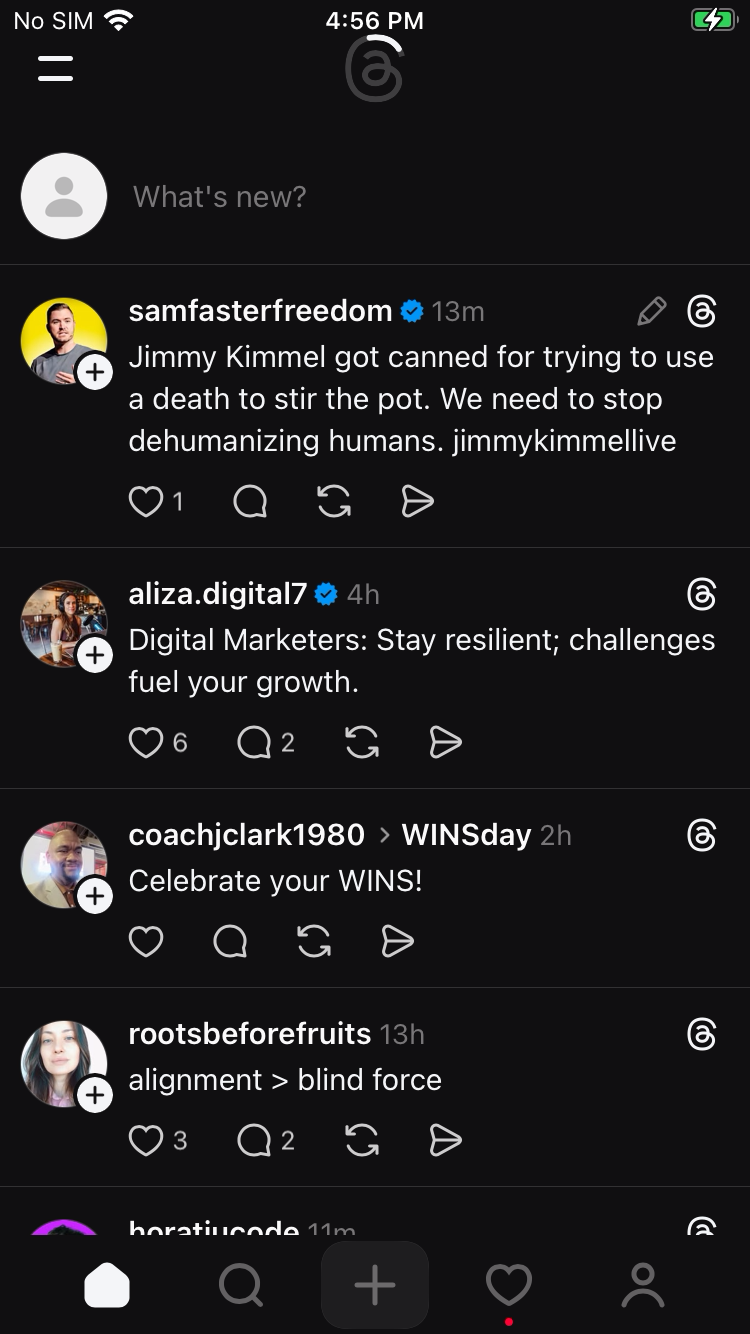 No SIM 4:56 PM
What's new?
samfasterfreedom 13m
Jimmy Kimmel got canned for trying to use
a death to stir the pot. We need to stop
dehumanizing humans. jimmykimmellive
1
aliza.digital7 4h
Digital Marketers: Stay resilient; challenges
fuel your growth.
6 2
coachjclark1980 > WINSday 2h
Celebrate your WINS!
rootsbeforefruits 13h
alignment > blind force
3 2
horatiucode 11m